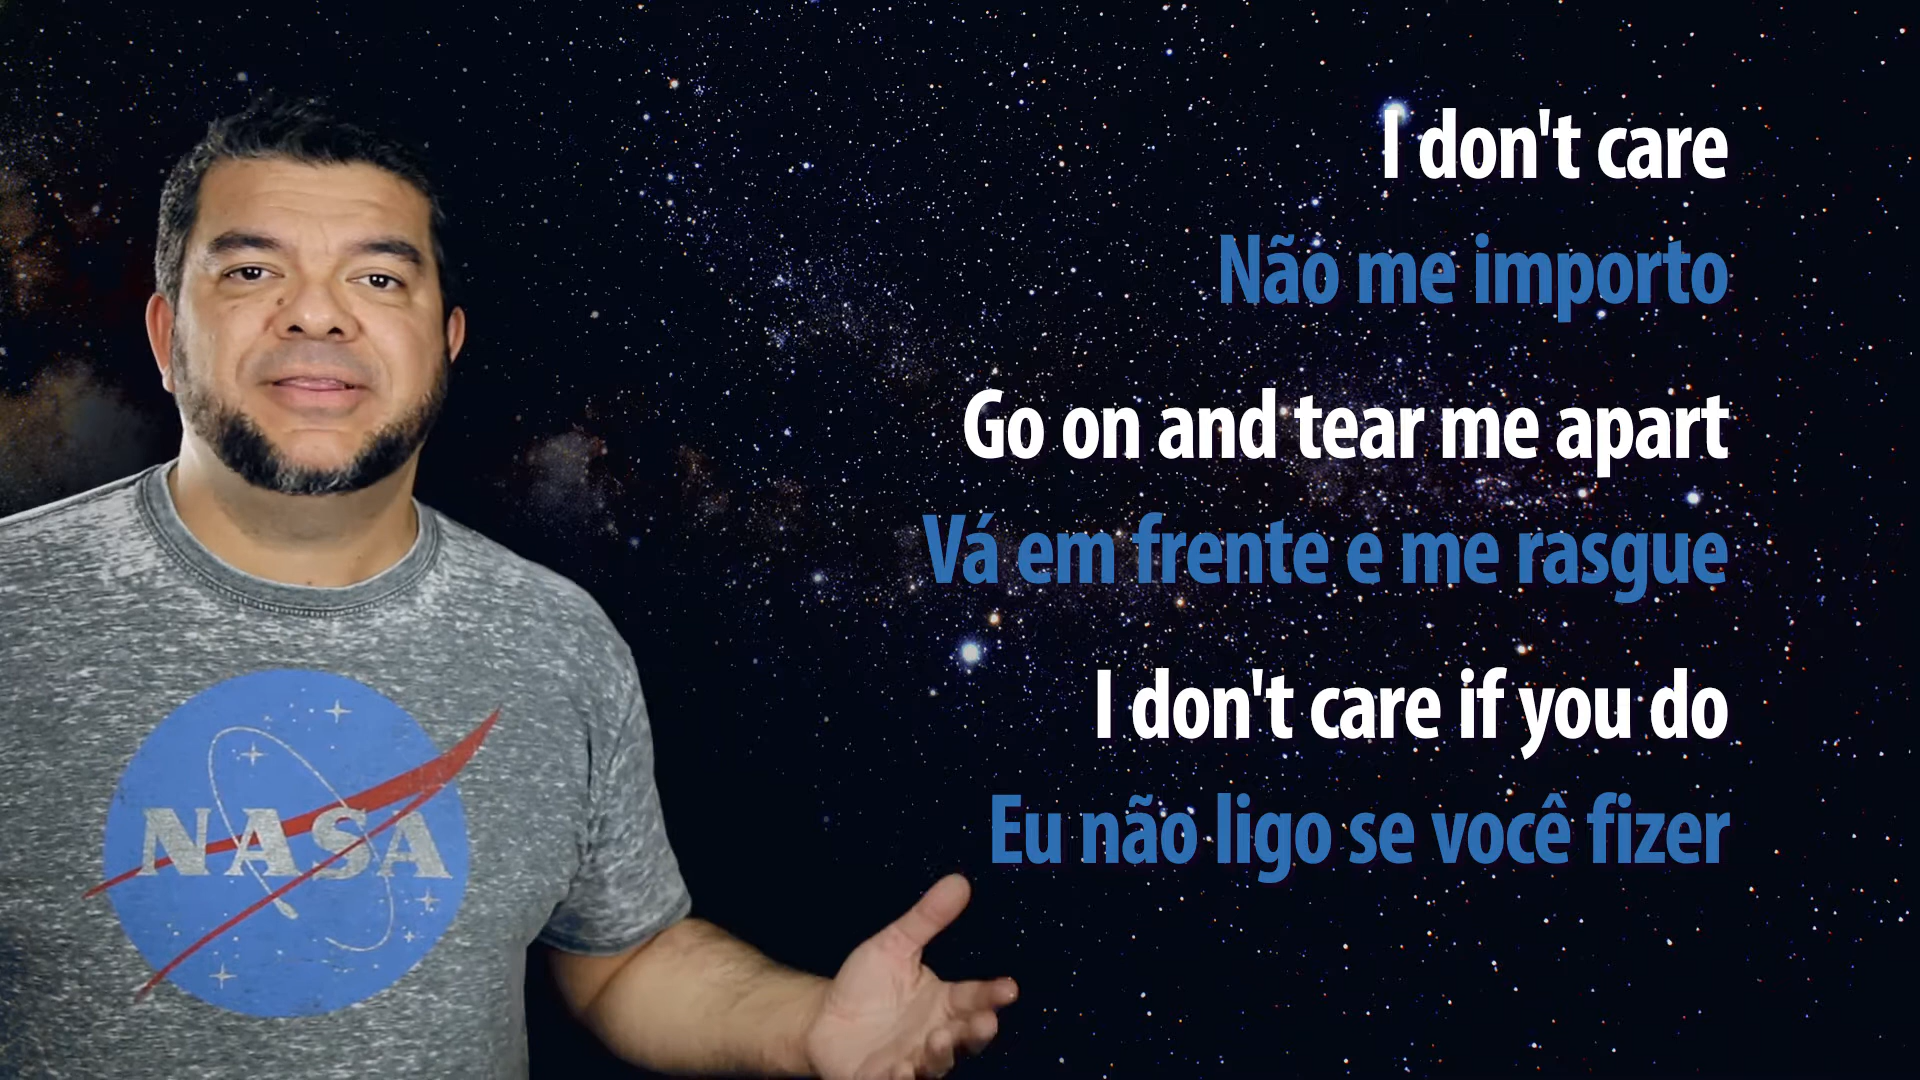 I don't care
Não me importo
Go on and tear me apart
Vá em frente e me rasgue
I don't care if you do
Eu não ligo se você fizer
NASA